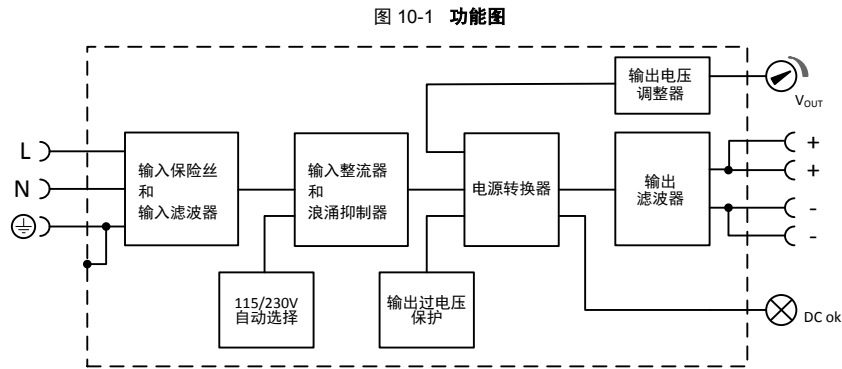 图 10-1 功能图
输出电压
调整器
V_OUT
L
N
输入保险丝
和
输入滤波器
输入整流器
和
浪涌抑制器
电源转换器
输出
滤波器
+
+
-
-
115/230V
自动选择
输出过电压
保护
DC ok